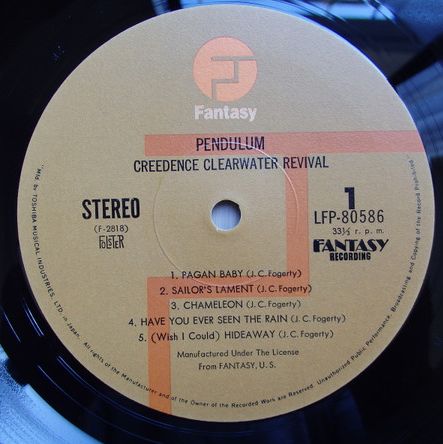 Fantasy
PENDULUM
CREEDENCE CLEARWATER REVIVAL
STEREO
(F-2818)
1
LFP-80586
33⅓ r. p. m.
FANTASY
RECORDING
1. PAGAN BABY (J. C. Fogerty)
2. SAILOR'S LAMENT (J. C. Fogerty)
3. CHAMELEON (J. C. Fogerty)
4. HAVE YOU EVER SEEN THE RAIN (J. C. Fogerty)
5. (Wish I Could) HIDEAWAY (J. C. Fogerty)
Manufactured Under The License
From FANTASY, U. S.
"Mfd. by TOSHIBA MUSICAL INDUSTRIES, LTD. in Japan. All rights of the Manufacturer and of the Owner of the Recorded Work are Reserved. Unauthorized Public Performance, Broadcasting and Copying of the Record Prohibited"